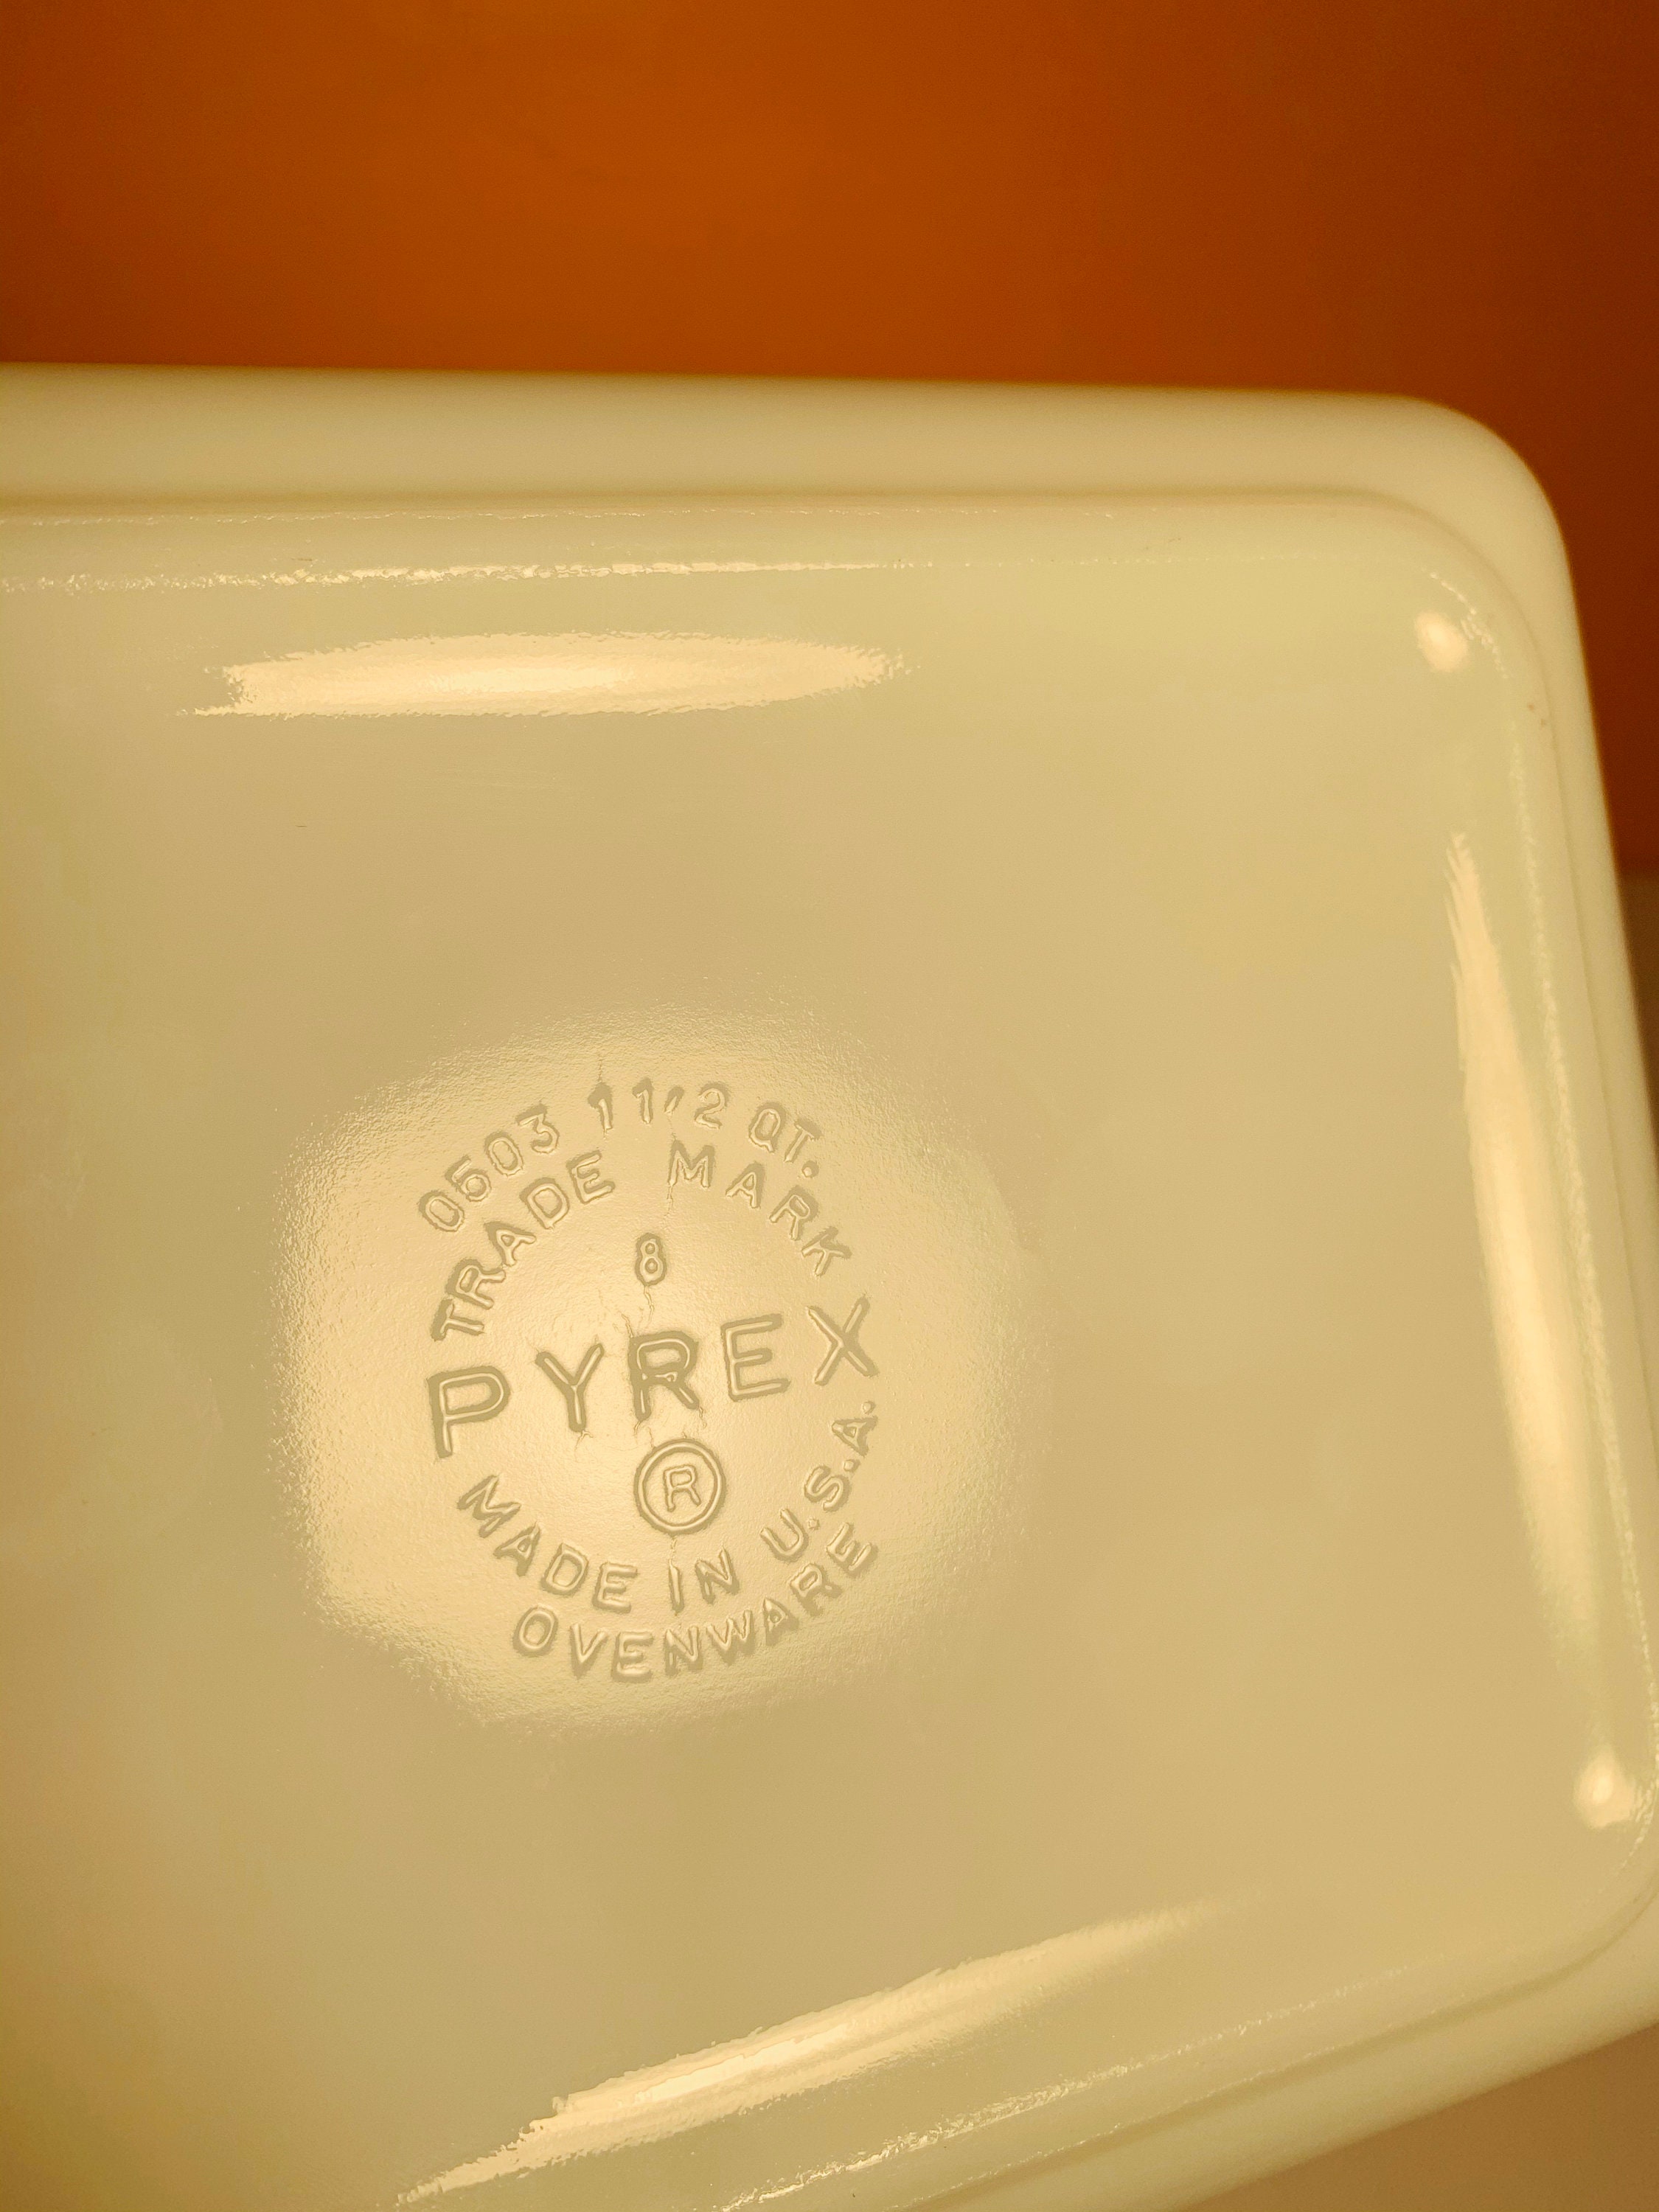 0503 1 1/2 QT.
TRADE MARK
8
PYREX
®
MADE IN U.S.A.
OVENWARE